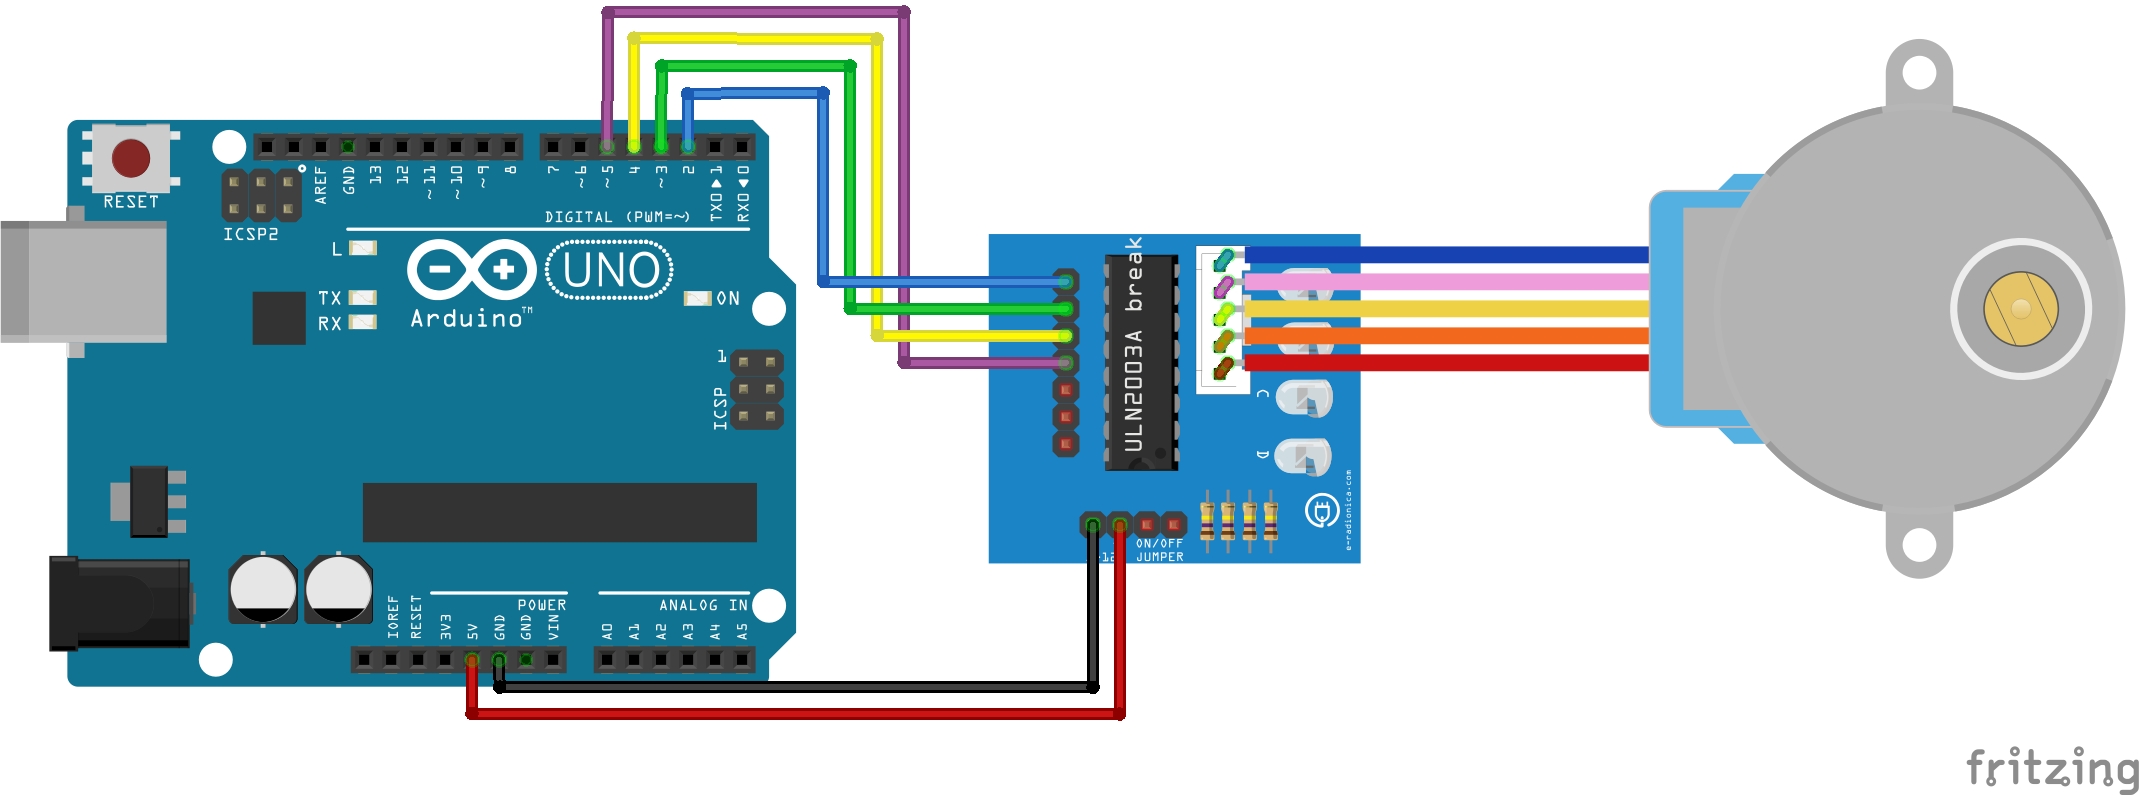 RESET
ICSP2
AREF
GND
13
12
~11
~10
~9
8
7
~6
~5
4
~3
2
TX0▶1
RX0◀0
DIGITAL (PWM=~)
L
TX
RX
UNO
Arduino™
ON
1
ICSP
IOREF
RESET
3V3
5V
GND
GND
VIN
POWER
ANALOG IN
A0
A1
A2
A3
A4
A5
ULN2003A break
C
D
ON/OFF
JUMPER
e-radionica.com
fritzing